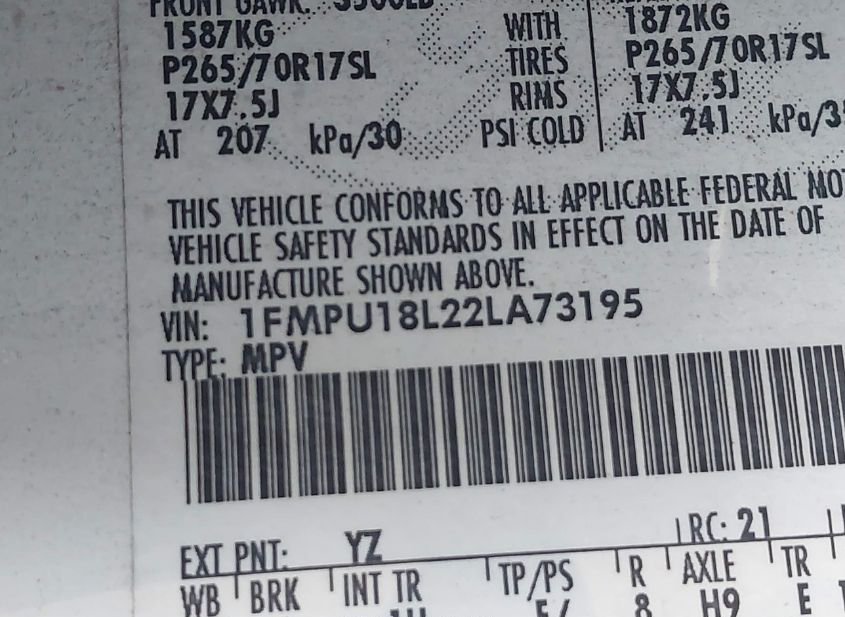 FRONT GAWR:
1587KG WITH 1872KG
P265/70R17SL TIRES P265/70R17SL
17X7.5J RIMS 17X7.5J
AT 207 kPa/30 PSI COLD AT 241 kPa/3
THIS VEHICLE CONFORMS TO ALL APPLICABLE FEDERAL MO
VEHICLE SAFETY STANDARDS IN EFFECT ON THE DATE OF
MANUFACTURE SHOWN ABOVE.
VIN: 1FMPU18L22LA73195
TYPE: MPV
EXT PNT: YZ RC: 21
WB BRK INT TR TP/PS R AXLE TR
8 H9 E